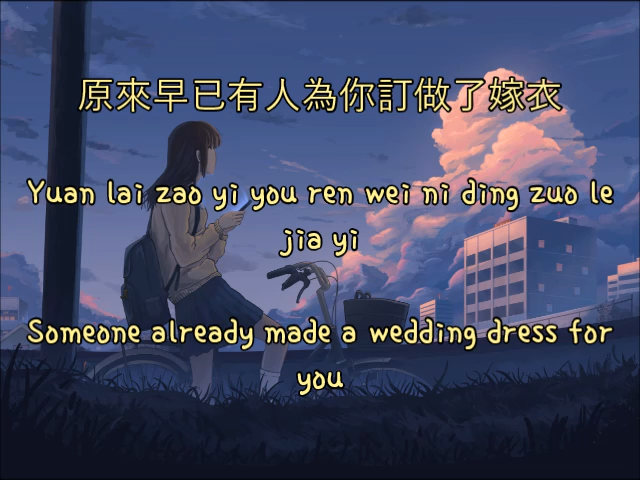 原來早已有人為你訂做了嫁衣
Yuan lai zao yi you ren wei ni ding zuo le
jia yi
Someone already made a wedding dress for
you